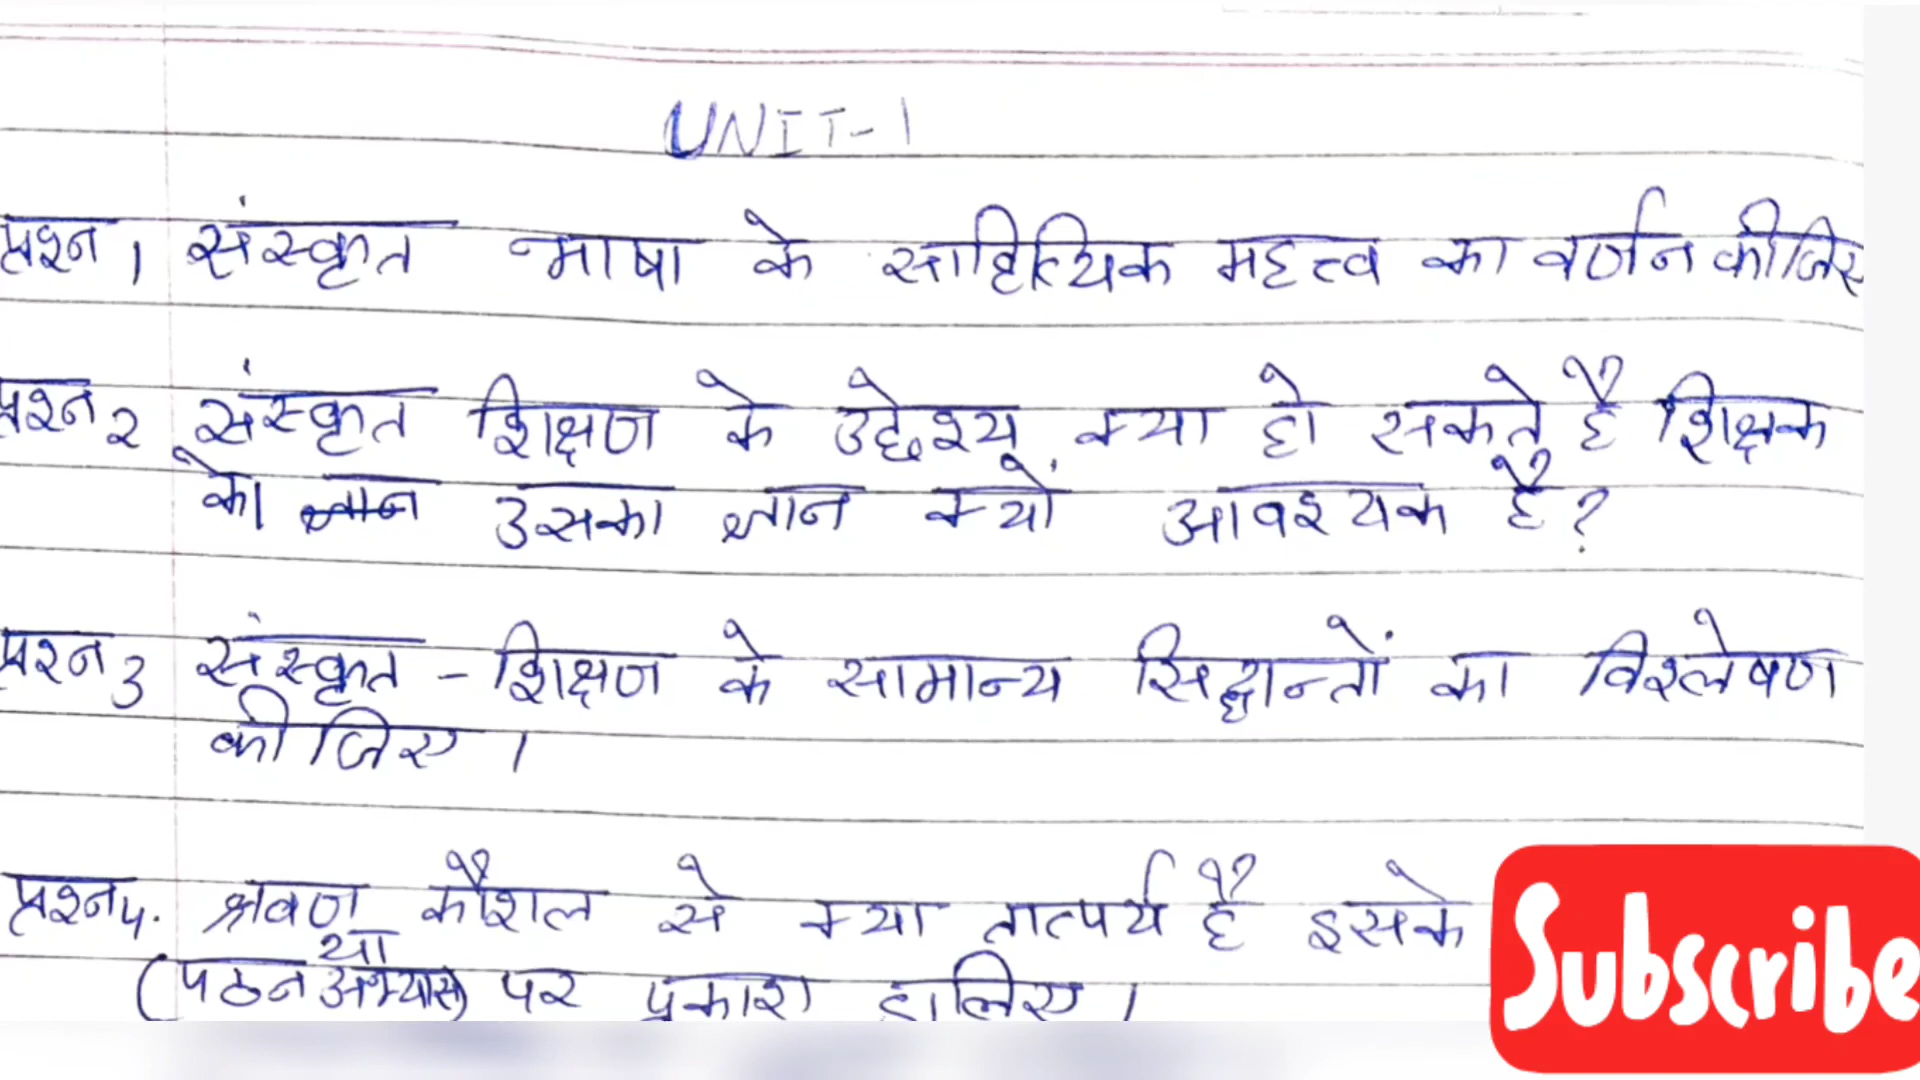 UNIT-1
प्रश्न 1 संस्कृत भाषा के साहित्यिक महत्त्व का वर्णन कीजिए
प्रश्न 2 संस्कृत शिक्षण के उद्देश्य क्या हो सकते है शिक्षक
को ज्ञान उसका ज्ञान क्यों आवश्यक है?
प्रश्न 3 संस्कृत - शिक्षण के सामान्य सिद्धान्तों का विश्लेषण
कीजिए ।
प्रश्न 4. श्रवण कौशल से क्या तात्पर्य है इसके
या
(पठन अभ्यास) पर प्रकाश डालिए ।
Subscribe